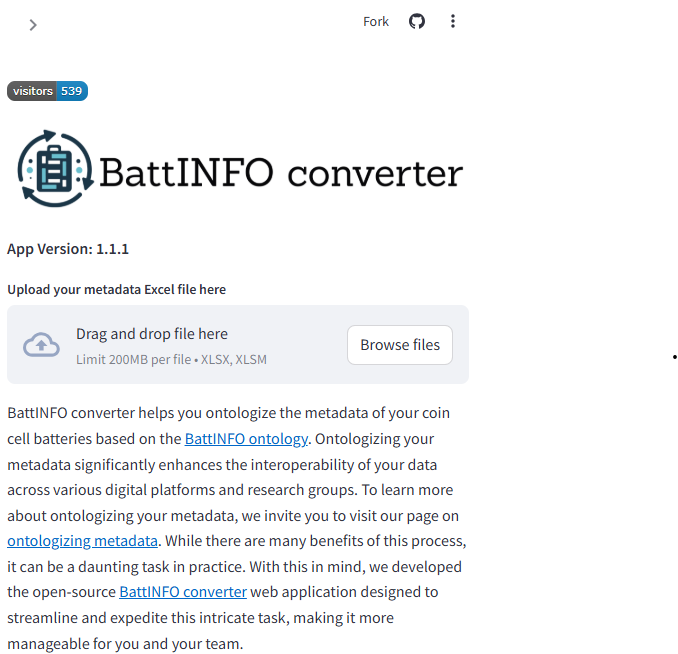 Fork
visitors 539
BattINFO converter
App Version: 1.1.1
Upload your metadata Excel file here
Drag and drop file here
Limit 200MB per file • XLSX, XLSM
Browse files
BattINFO converter helps you ontologize the metadata of your coin
cell batteries based on the BattINFO ontology. Ontologizing your
metadata significantly enhances the interoperability of your data
across various digital platforms and research groups. To learn more
about ontologizing your metadata, we invite you to visit our page on
ontologizing metadata. While there are many benefits of this process,
it can be a daunting task in practice. With this in mind, we developed
the open-source BattINFO converter web application designed to
streamline and expedite this intricate task, making it more
manageable for you and your team.